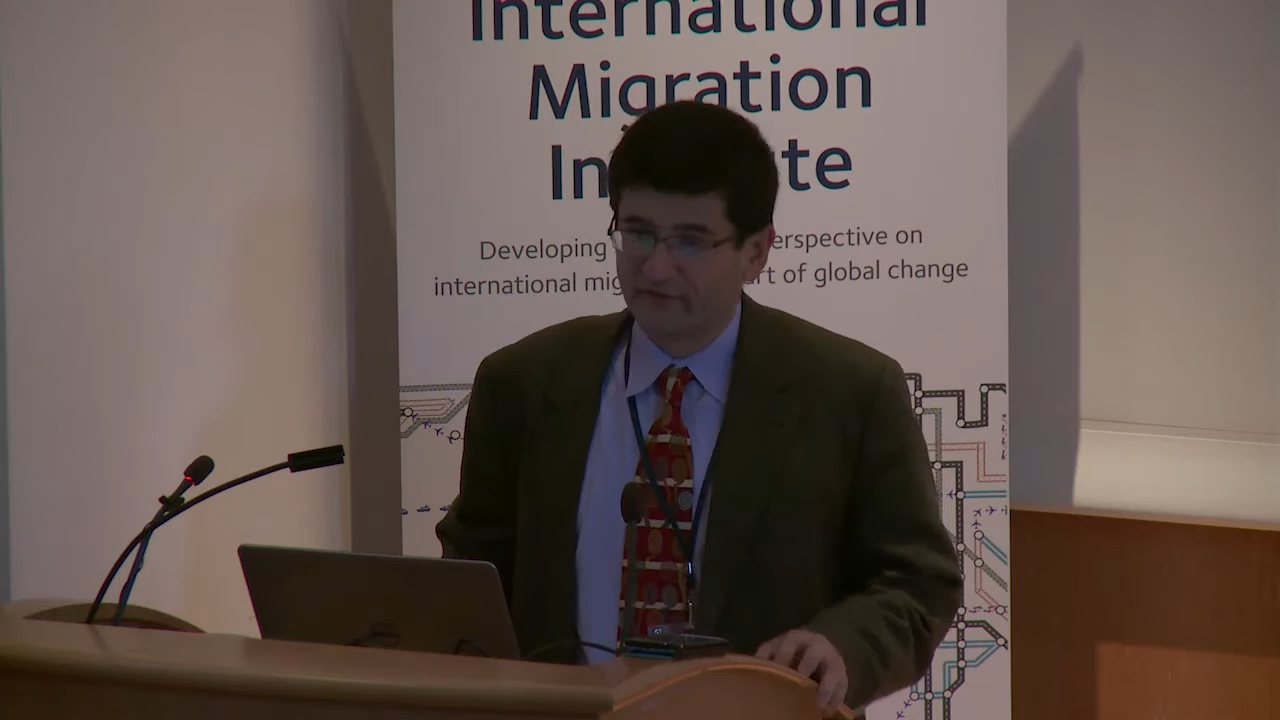 International
Migration
In te
Developing erspective on
international mig rt of global change